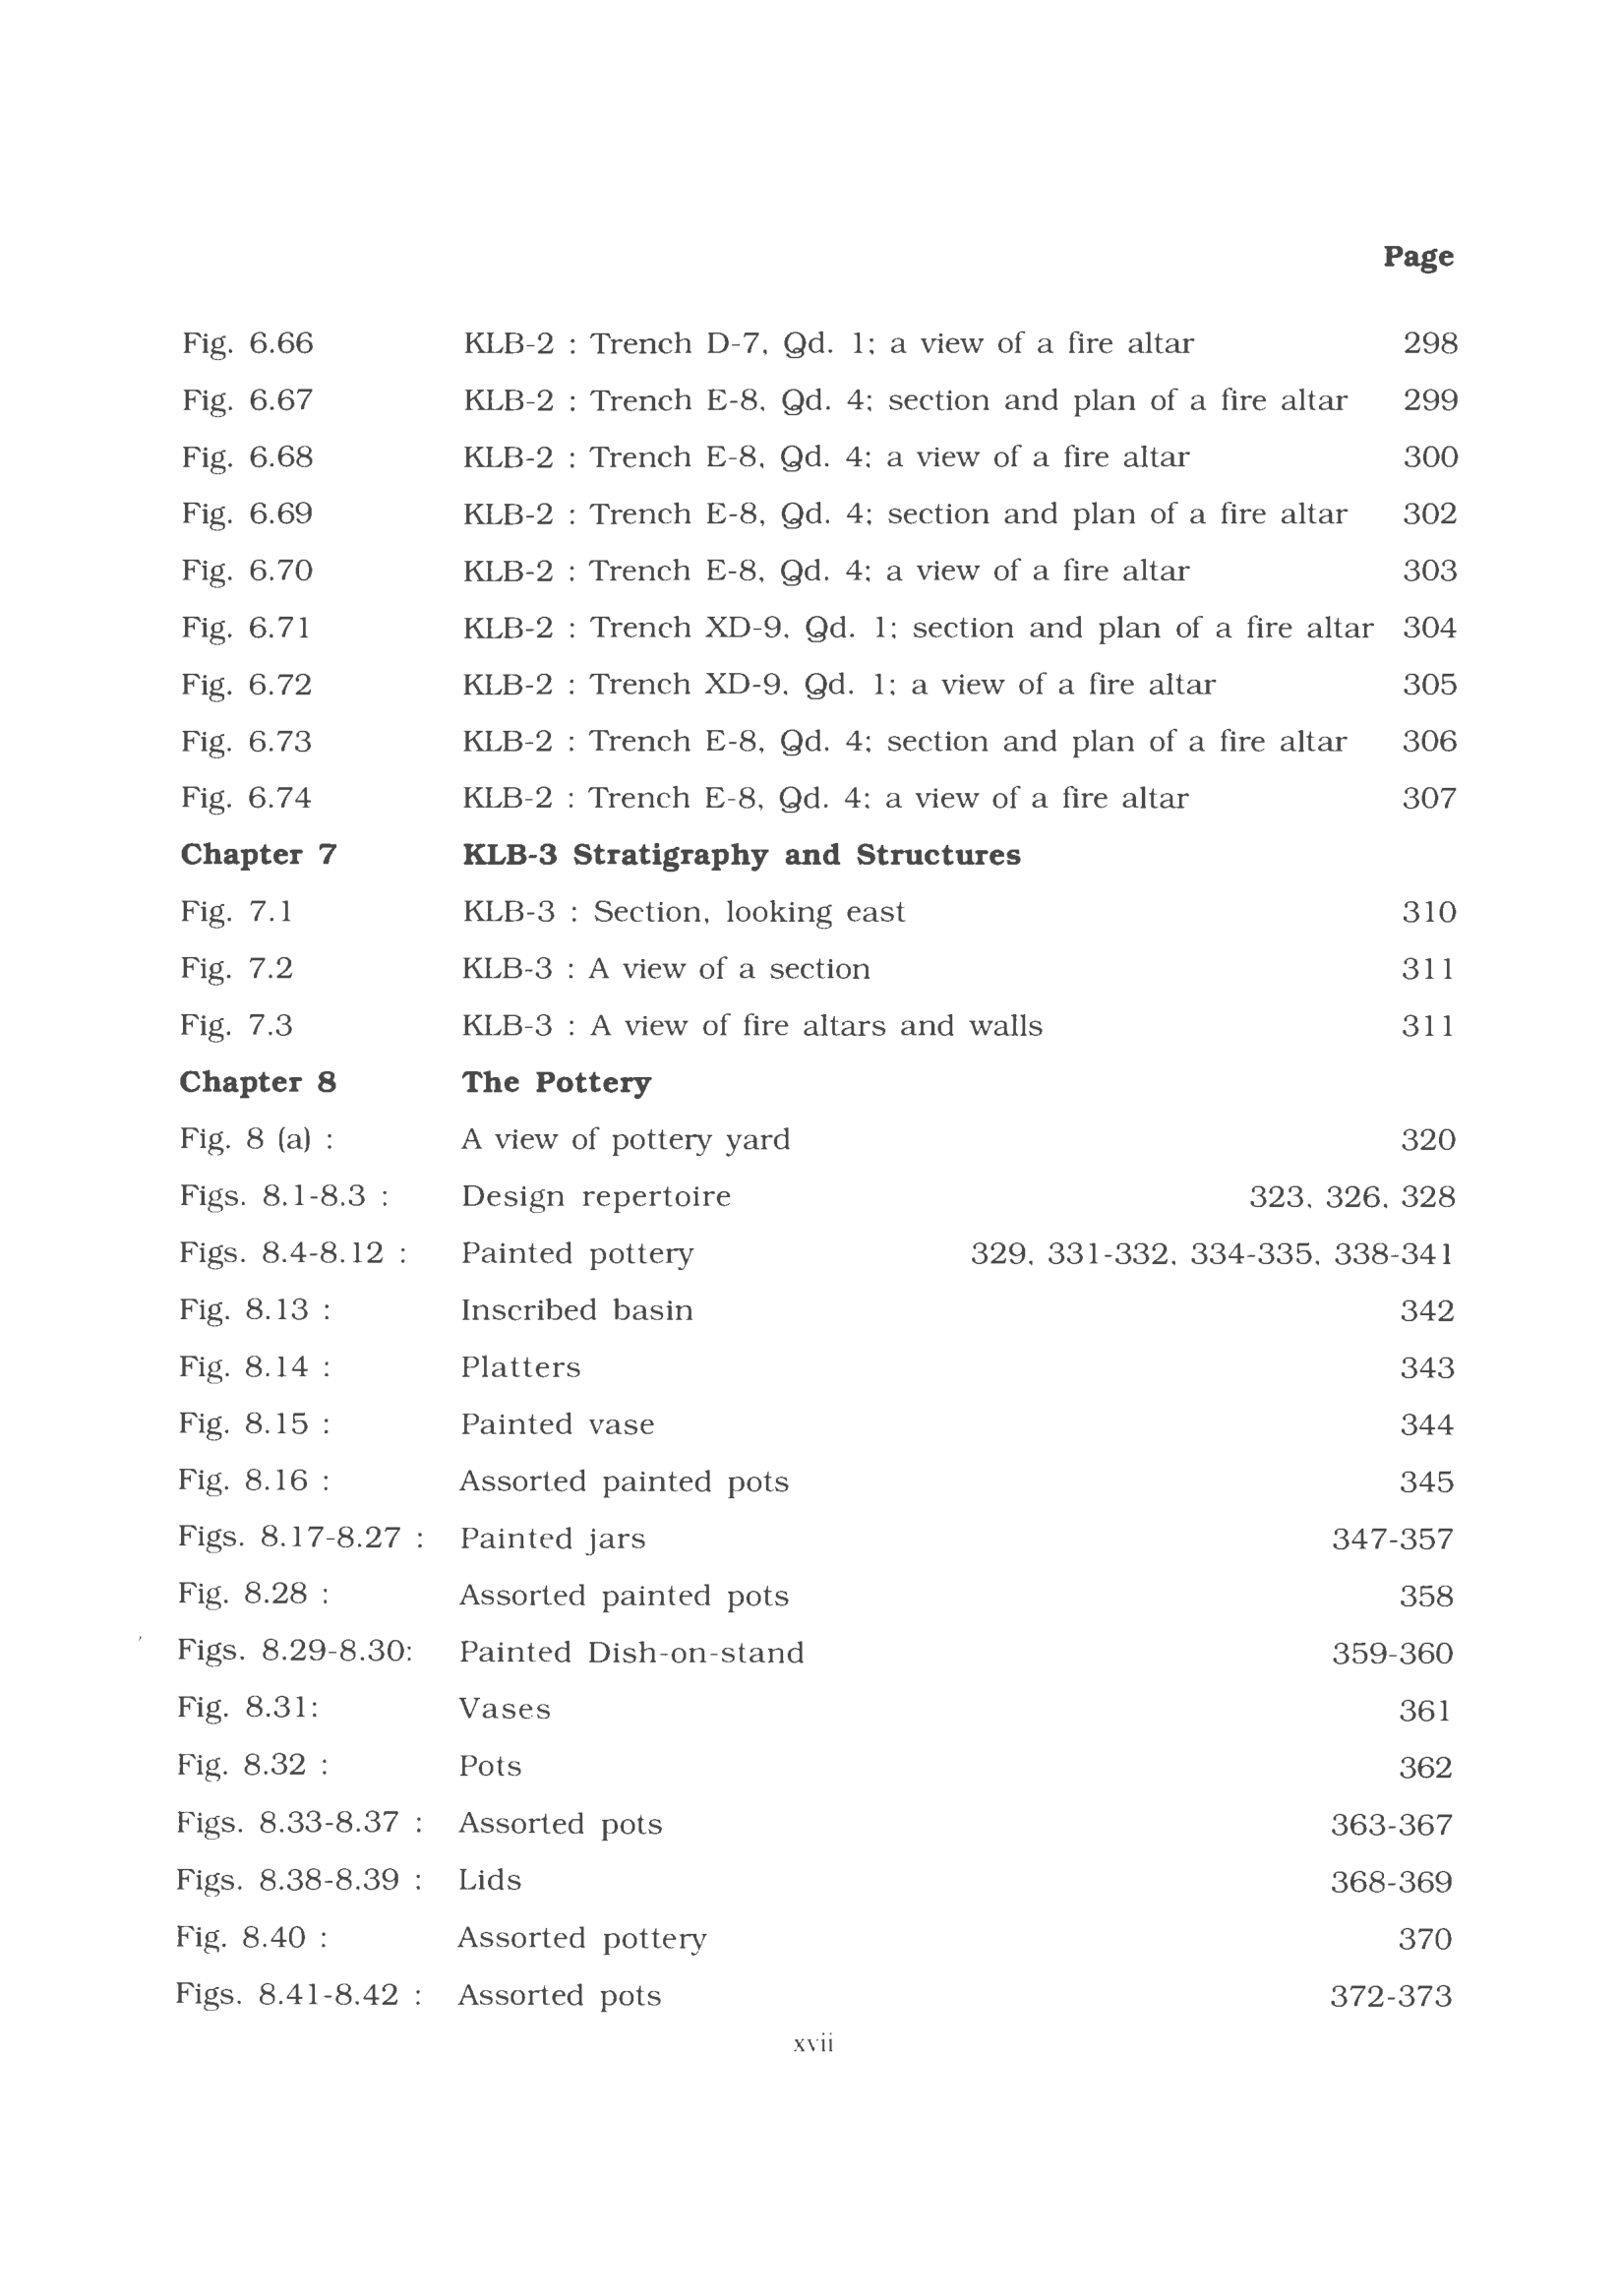 Page
Fig. 6.66 KLB-2 : Trench D-7, Qd. 1; a view of a fire altar 298
Fig. 6.67 KLB-2 : Trench E-8, Qd. 4; section and plan of a fire altar 299
Fig. 6.68 KLB-2 : Trench E-8, Qd. 4; a view of a fire altar 300
Fig. 6.69 KLB-2 : Trench E-8, Qd. 4; section and plan of a fire altar 302
Fig. 6.70 KLB-2 : Trench E-8, Qd. 4; a view of a fire altar 303
Fig. 6.71 KLB-2 : Trench XD-9, Qd. 1; section and plan of a fire altar 304
Fig. 6.72 KLB-2 : Trench XD-9, Qd. 1; a view of a fire altar 305
Fig. 6.73 KLB-2 : Trench E-8, Qd. 4; section and plan of a fire altar 306
Fig. 6.74 KLB-2 : Trench E-8, Qd. 4; a view of a fire altar 307
Chapter 7 KLB-3 Stratigraphy and Structures
Fig. 7.1 KLB-3 : Section, looking east 310
Fig. 7.2 KLB-3 : A view of a section 311
Fig. 7.3 KLB-3 : A view of fire altars and walls 311
Chapter 8 The Pottery
Fig. 8 (a) : A view of pottery yard 320
Figs. 8.1-8.3 : Design repertoire 323, 326, 328
Figs. 8.4-8.12 : Painted pottery 329, 331-332, 334-335, 338-341
Fig. 8.13 : Inscribed basin 342
Fig. 8.14 : Platters 343
Fig. 8.15 : Painted vase 344
Fig. 8.16 : Assorted painted pots 345
Figs. 8.17-8.27 : Painted jars 347-357
Fig. 8.28 : Assorted painted pots 358
Figs. 8.29-8.30: Painted Dish-on-stand 359-360
Fig. 8.31: Vases 361
Fig. 8.32 : Pots 362
Figs. 8.33-8.37 : Assorted pots 363-367
Figs. 8.38-8.39 : Lids 368-369
Fig. 8.40 : Assorted pottery 370
Figs. 8.41-8.42 : Assorted pots 372-373
xvii